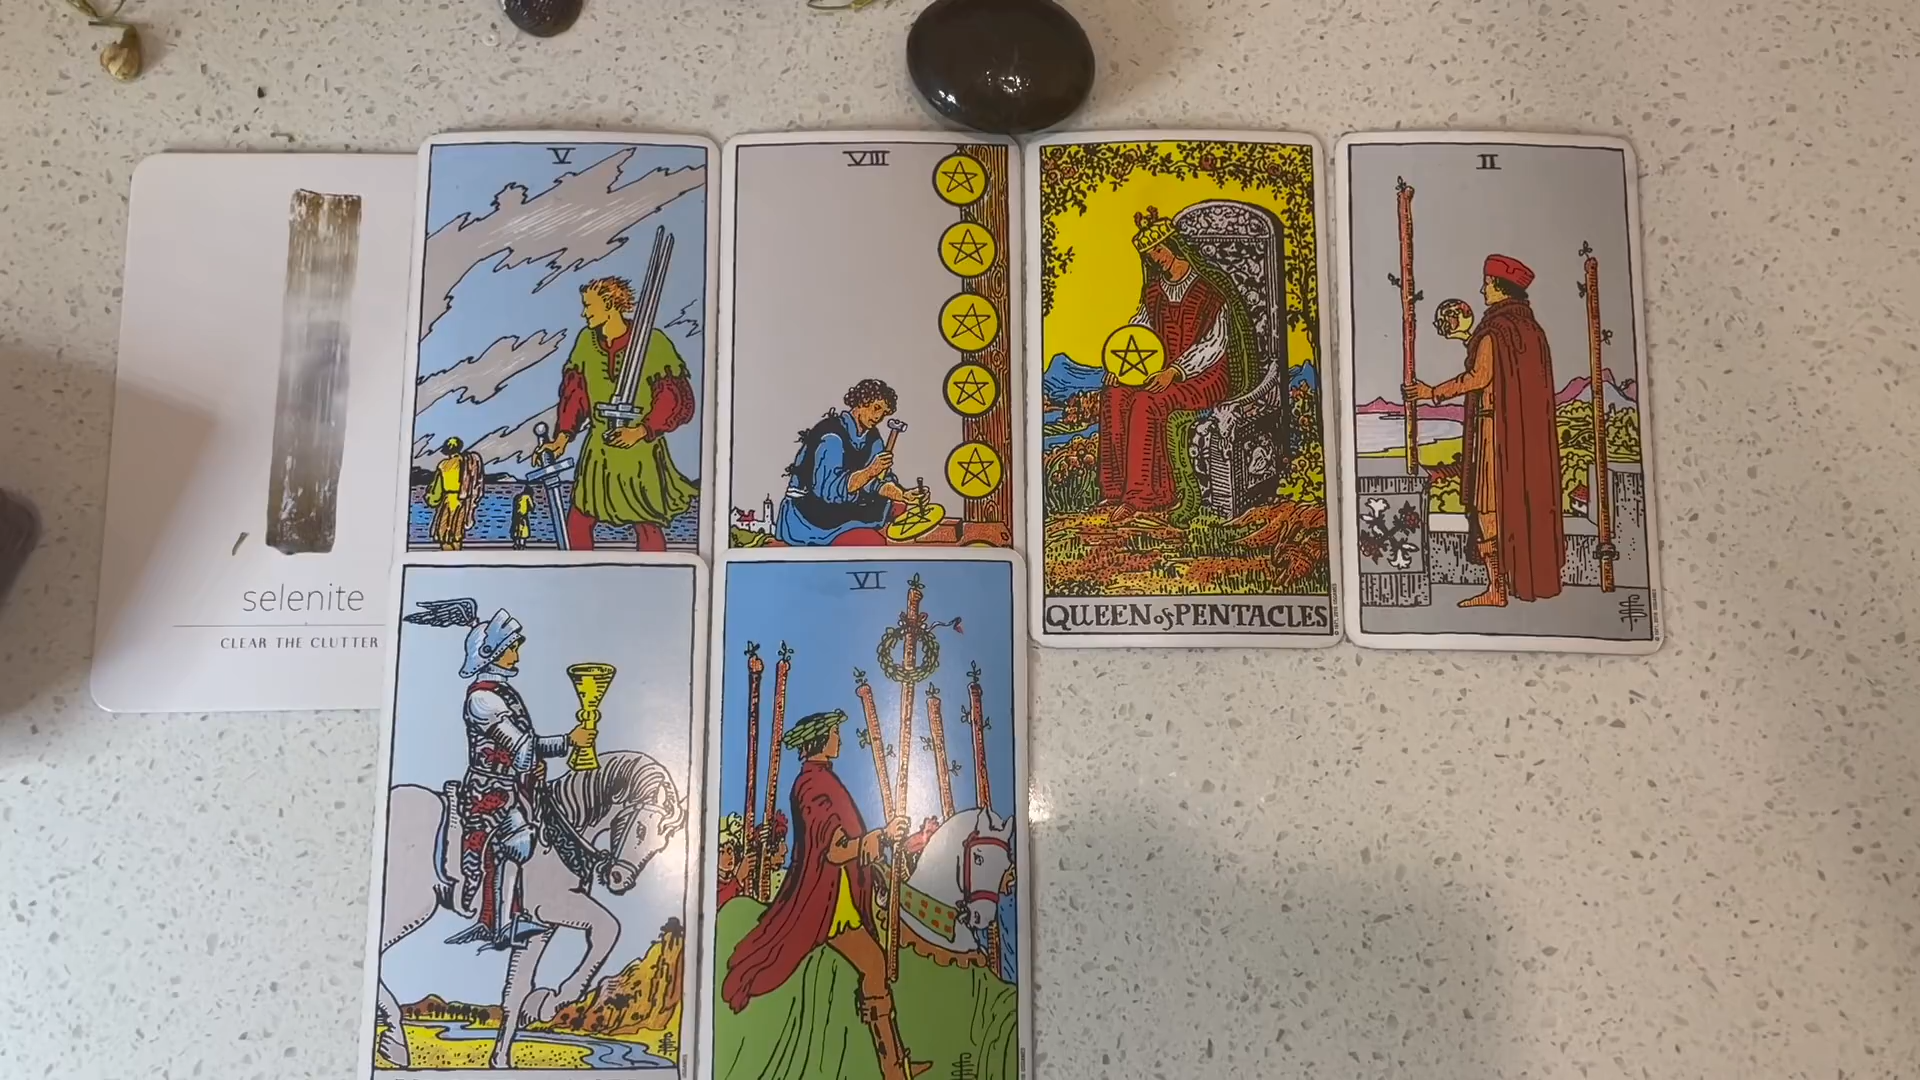 V
VIII
II
selenite
CLEAR THE CLUTTER
QUEEN of PENTACLES
VI